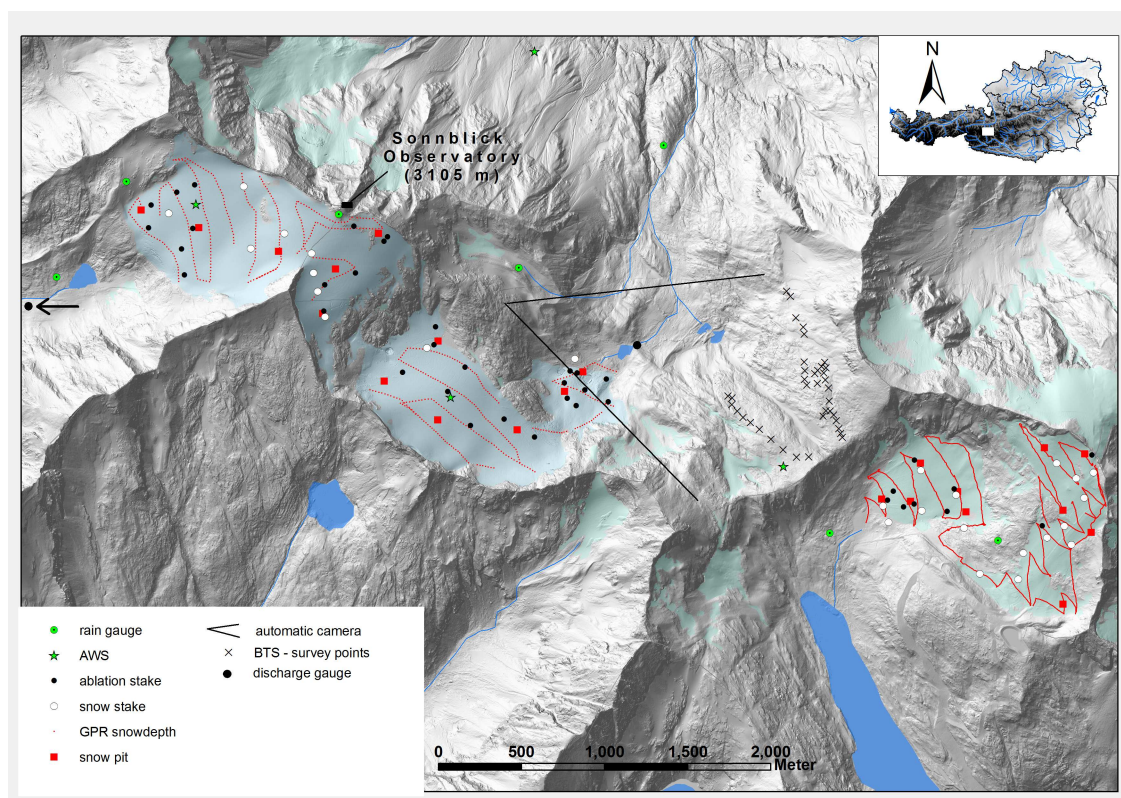 N
Sonnblick
Observatory
(3105 m)
rain gauge
AWS
ablation stake
snow stake
GPR snowdepth
snow pit
automatic camera
BTS - survey points
discharge gauge
0 500 1,000 1,500 2,000
Meter